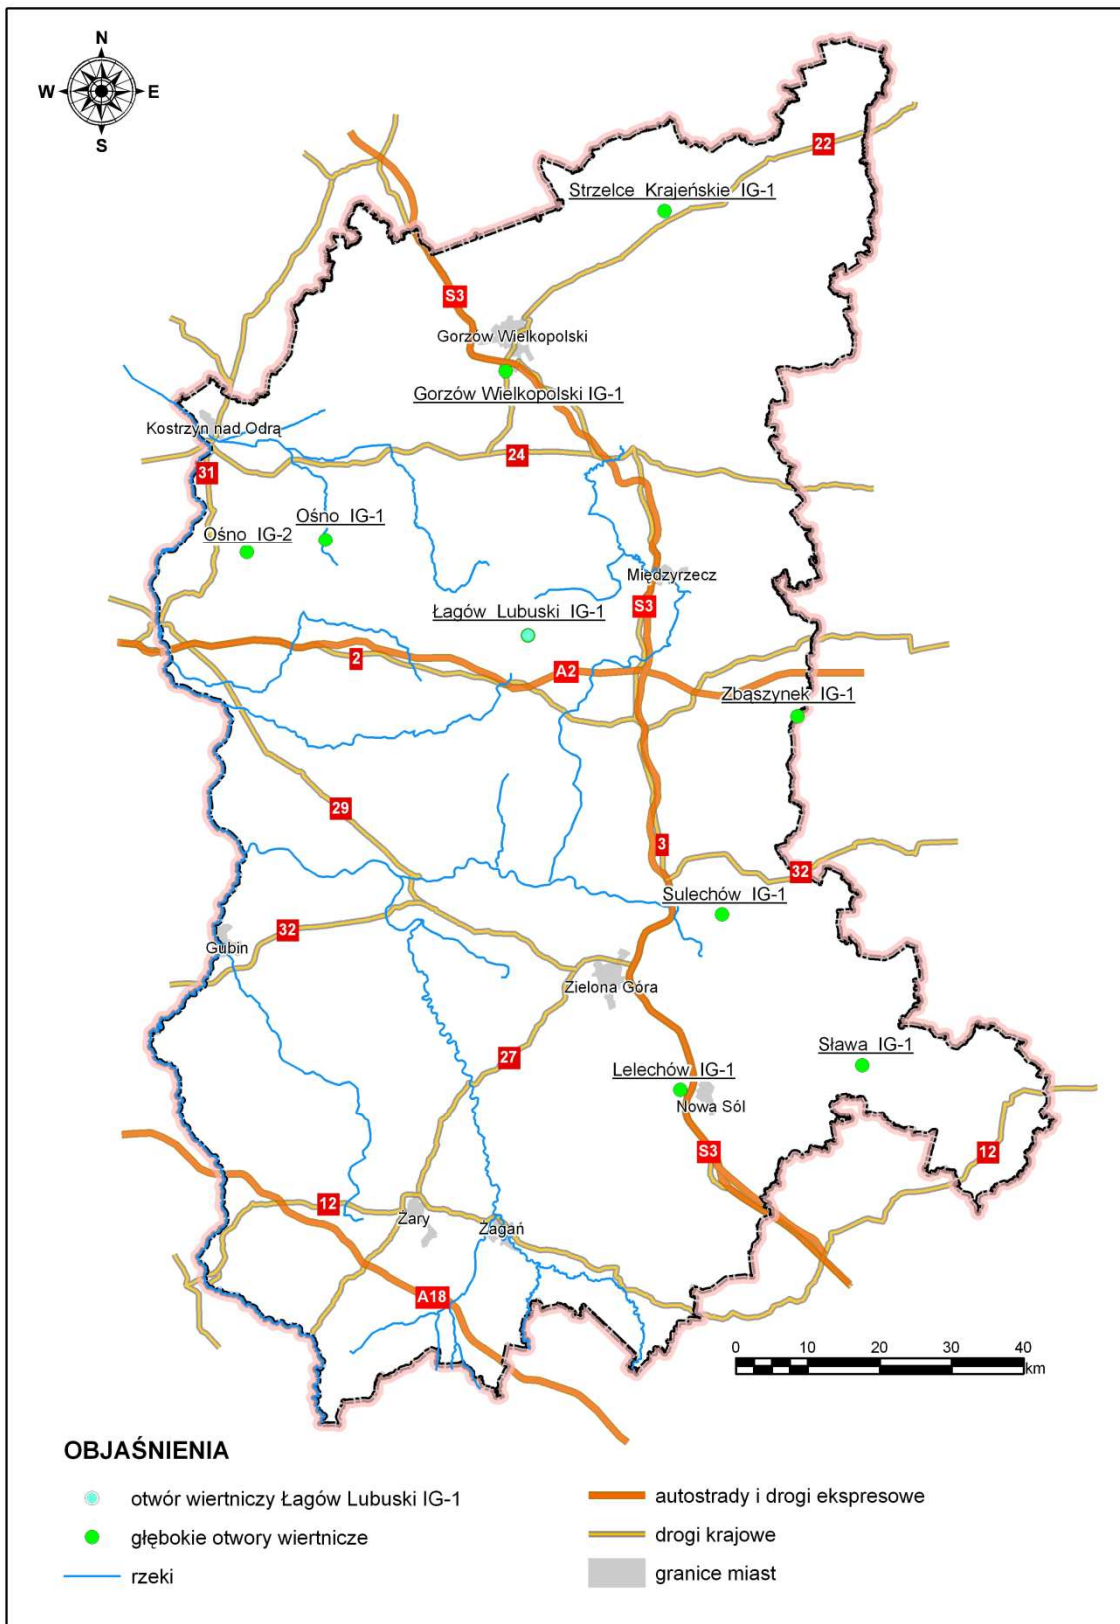 N
W
E
S
22
Strzelce Krajeńskie IG-1
S3
Gorzów Wielkopolski
Gorzów Wielkopolski IG-1
Kostrzyn nad Odrą
24
31
Ośno IG-1
Ośno IG-2
Międzyrzecz
S3
Łagów Lubuski IG-1
2
A2
Zbąszynek IG-1
29
3
32
Sulechów IG-1
32
Gubin
Zielona Góra
27
Sława IG-1
Lelechów IG-1
Nowa Sól
S3
12
12
Żary
Żagań
A18
0 10 20 30 40
km
OBJAŚNIENIA
otwór wiertniczy Łagów Lubuski IG-1
głębokie otwory wiertnicze
rzeki
autostrady i drogi ekspresowe
drogi krajowe
granice miast